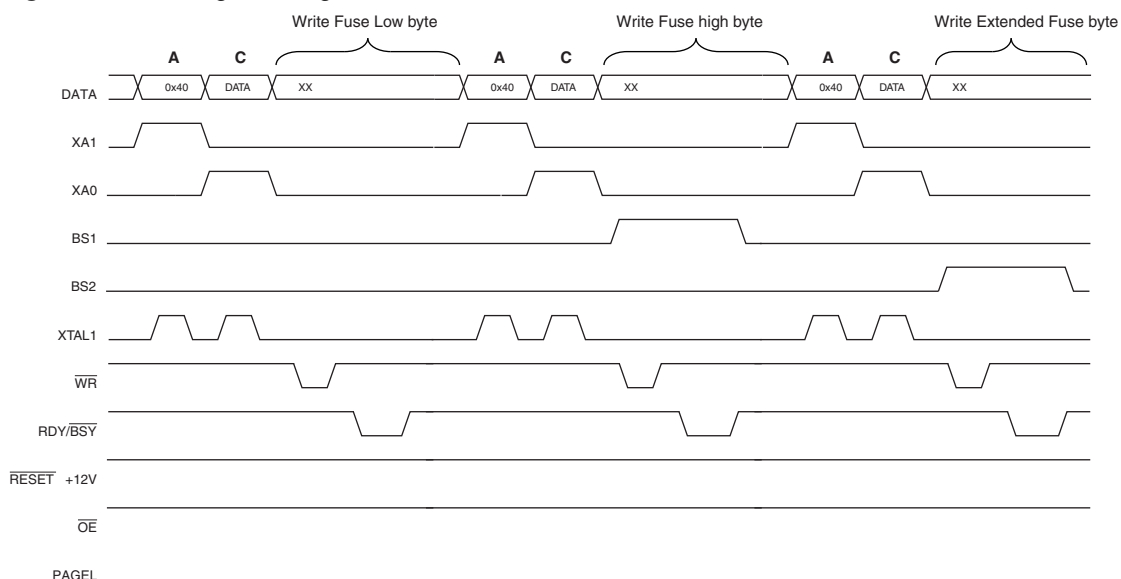 Write Fuse Low byte Write Fuse high byte Write Extended Fuse byte
A C A C A C
DATA 0x40 DATA XX 0x40 DATA XX 0x40 DATA XX
XA1
XA0
BS1
BS2
XTAL1
WR
RDY/BSY
RESET +12V
OE
PAGEL